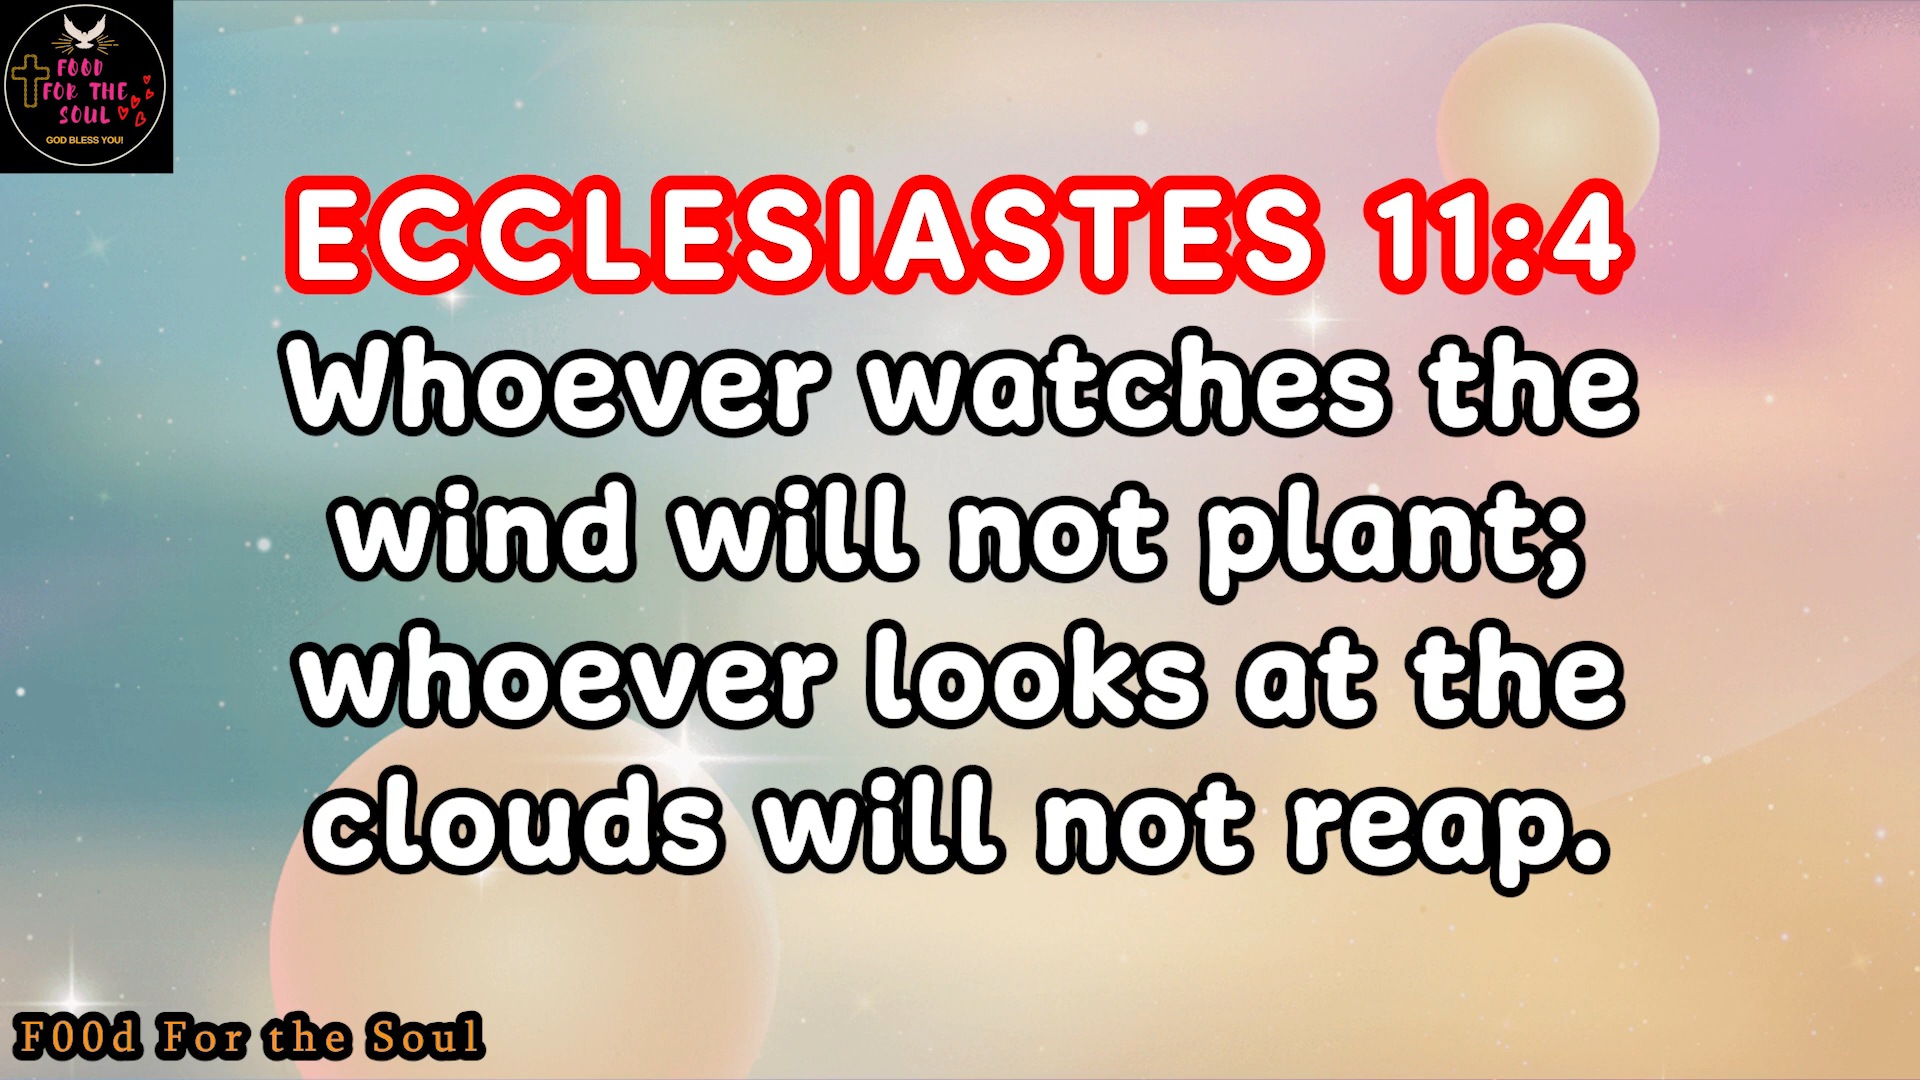 FOOD
FOR THE
SOUL
GOD BLESS YOU!
ECCLESIASTES 11:4
Whoever watches the
wind will not plant;
whoever looks at the
clouds will not reap.
F00d For the Soul